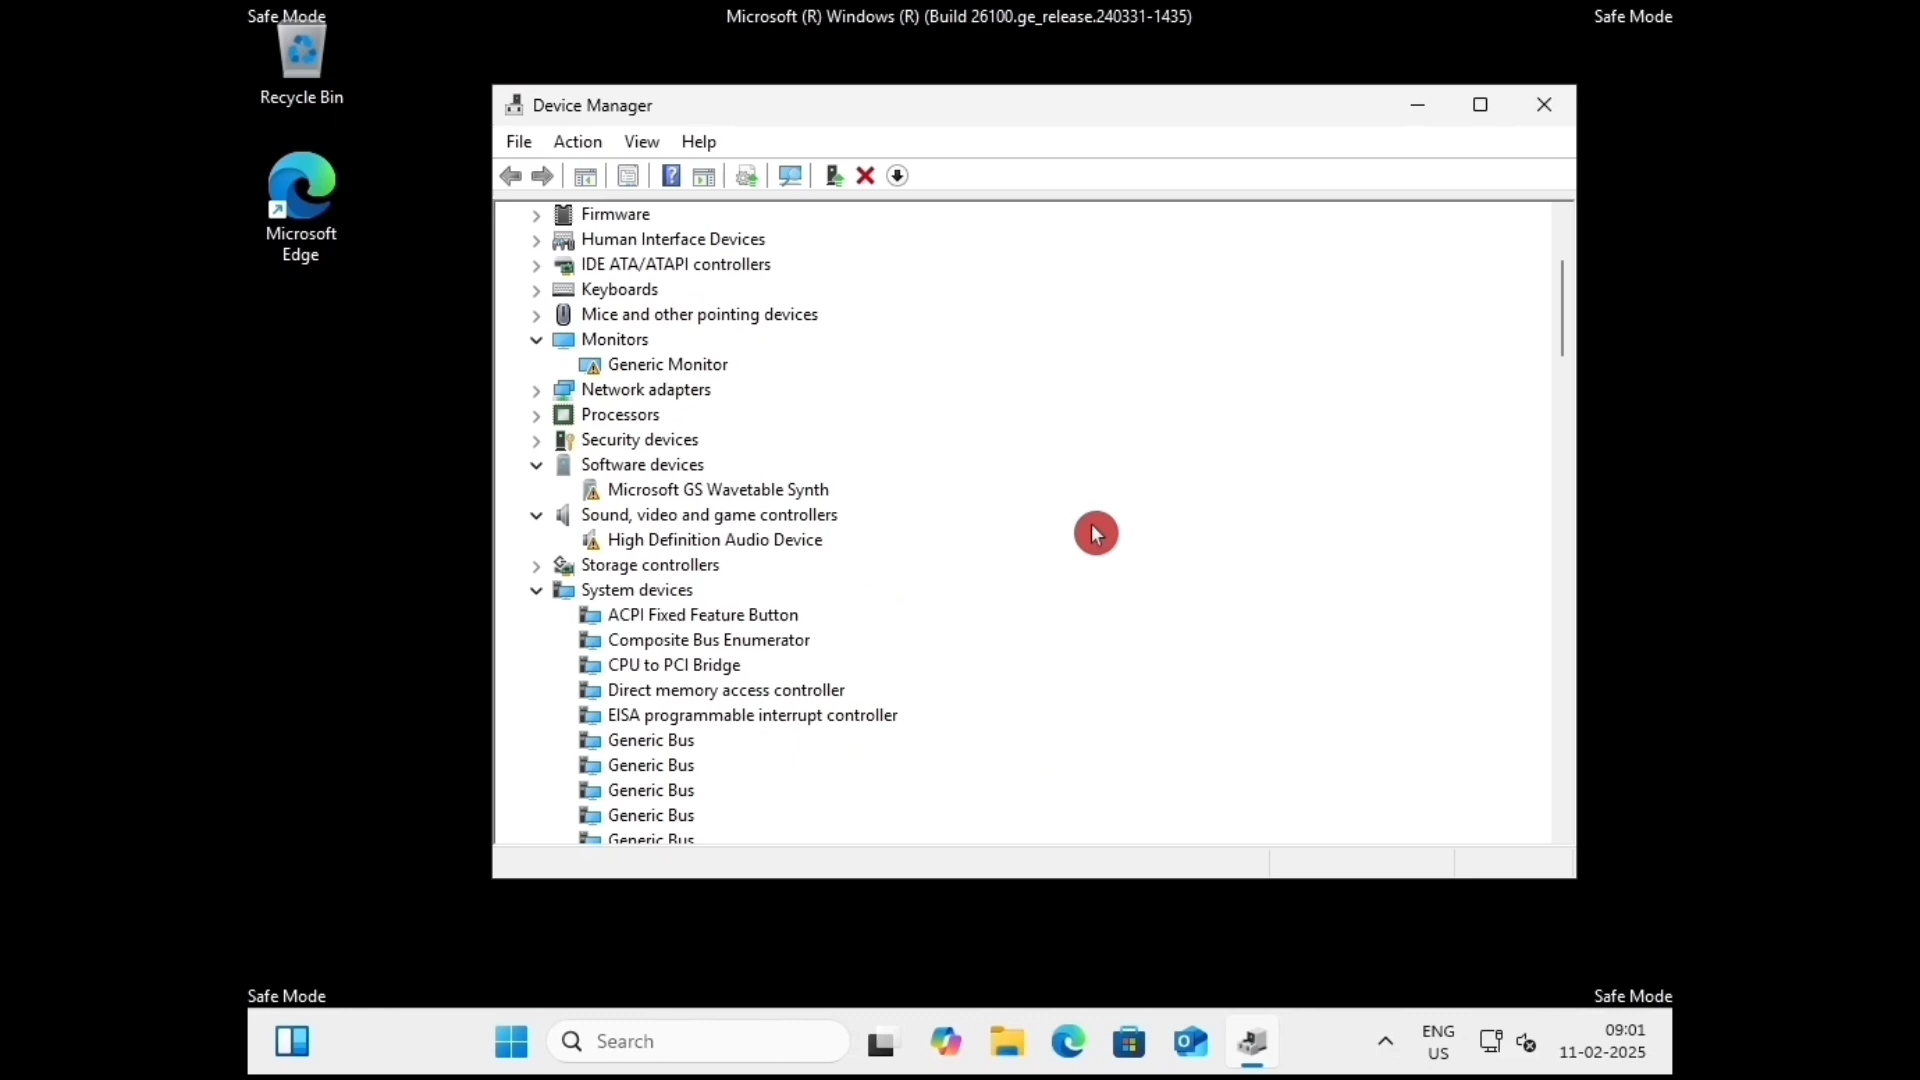 Safe Mode
Microsoft (R) Windows (R) (Build 26100.ge_release.240331-1435)
Safe Mode
Recycle Bin
Microsoft
Edge
Device Manager
File Action View Help
Firmware
Human Interface Devices
IDE ATA/ATAPI controllers
Keyboards
Mice and other pointing devices
Monitors
Generic Monitor
Network adapters
Processors
Security devices
Software devices
Microsoft GS Wavetable Synth
Sound, video and game controllers
High Definition Audio Device
Storage controllers
System devices
ACPI Fixed Feature Button
Composite Bus Enumerator
CPU to PCI Bridge
Direct memory access controller
EISA programmable interrupt controller
Generic Bus
Generic Bus
Generic Bus
Generic Bus
Generic Bus
Safe Mode
Safe Mode
Search
ENG
US
09:01
11-02-2025